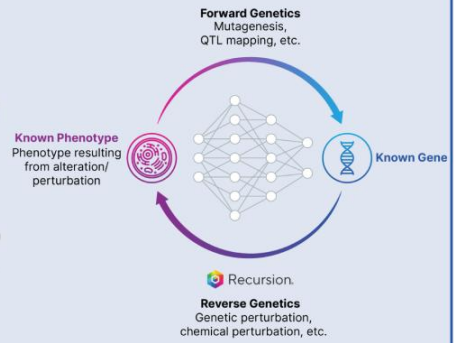 Forward Genetics
Mutagenesis,
QTL mapping, etc.
Known Phenotype
Phenotype resulting
from alteration/
perturbation
Known Gene
Recursion.
Reverse Genetics
Genetic perturbation,
chemical perturbation, etc.